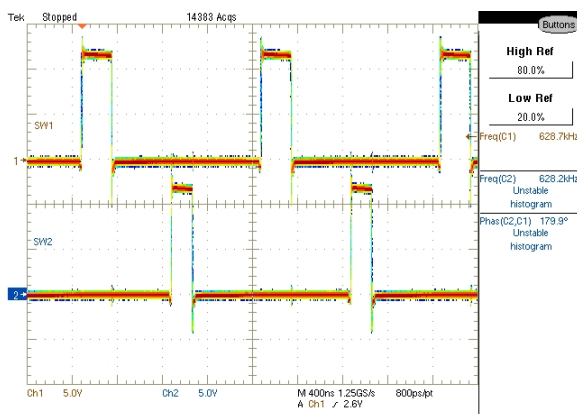 Tek Stopped 14383 Acqs
Buttons
High Ref
80.0%
Low Ref
20.0%
SW1
1
Freq(C1) 628.7kHz
Freq(C2) 628.2kHz
Unstable
histogram
Phas(C2,C1) 179.9°
Unstable
histogram
SW2
2
Ch1 5.0V Ch2 5.0V M 400ns 1.25GS/s 800ps/pt
A Ch1 / 2.6V